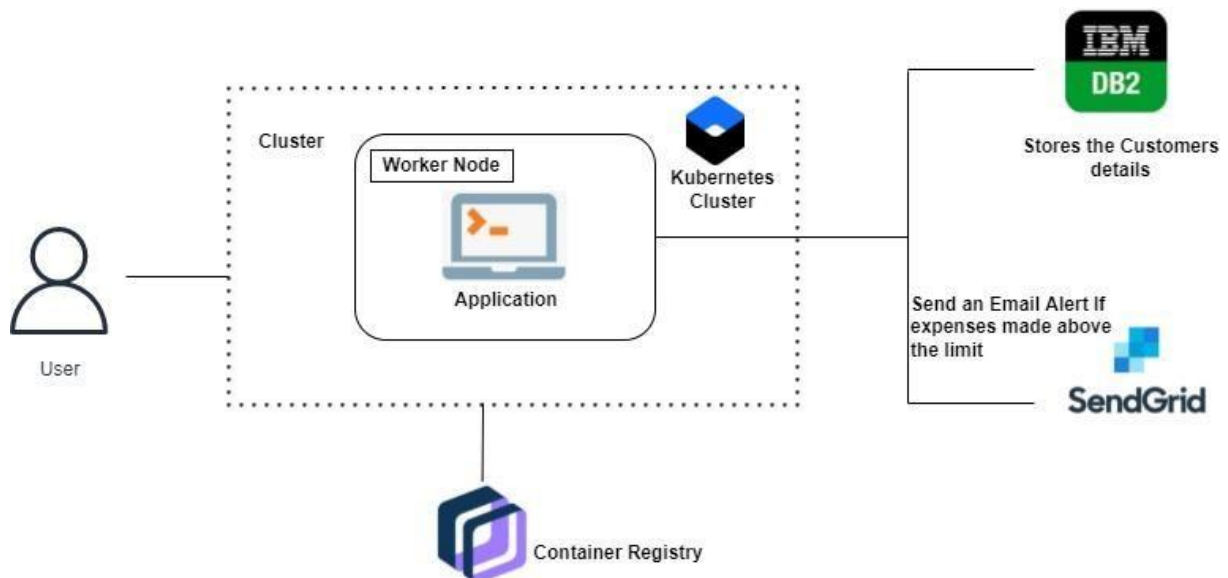 IBM
DB2
Stores the Customers
details
Cluster
Worker Node
Kubernetes
Cluster
Application
User
Send an Email Alert If
expenses made above
the limit
SendGrid
Container Registry